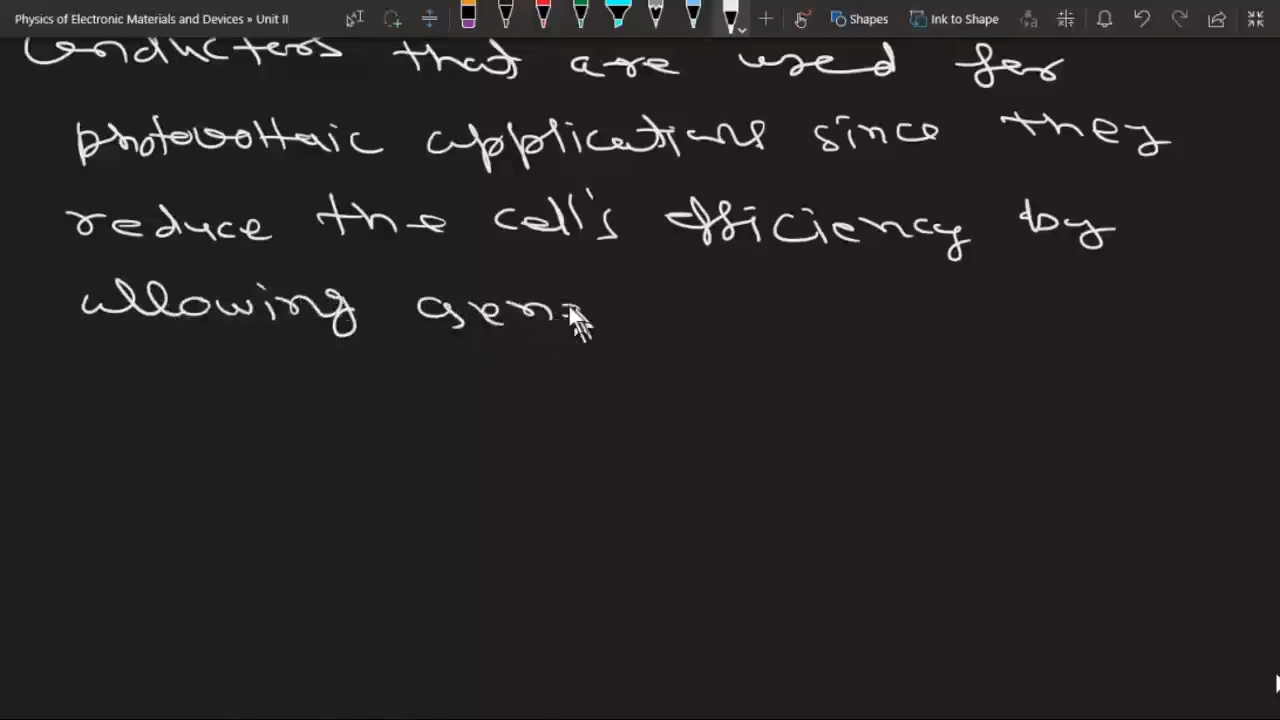 Physics of Electronic Materials and Devices » Unit II
Shapes
Ink to Shape
conductors that are used for
photovoltaic applications since they
reduce the cell's efficiency by
allowing gen